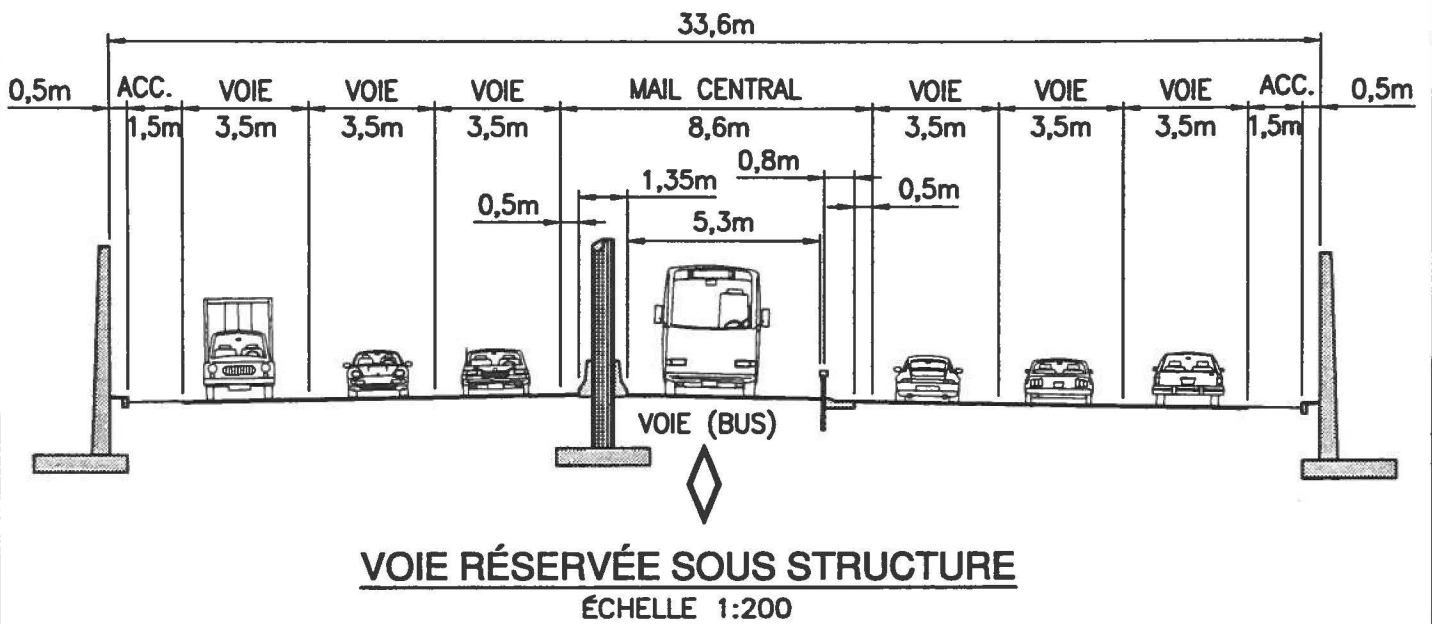 33,6m
0,5m ACC. VOIE VOIE VOIE MAIL CENTRAL VOIE VOIE VOIE ACC. 0,5m
1,5m 3,5m 3,5m 3,5m 8,6m 3,5m 3,5m 3,5m 1,5m
0,8m
1,35m
0,5m 0,5m
5,3m
VOIE (BUS)
VOIE RÉSERVÉE SOUS STRUCTURE
ÉCHELLE 1:200